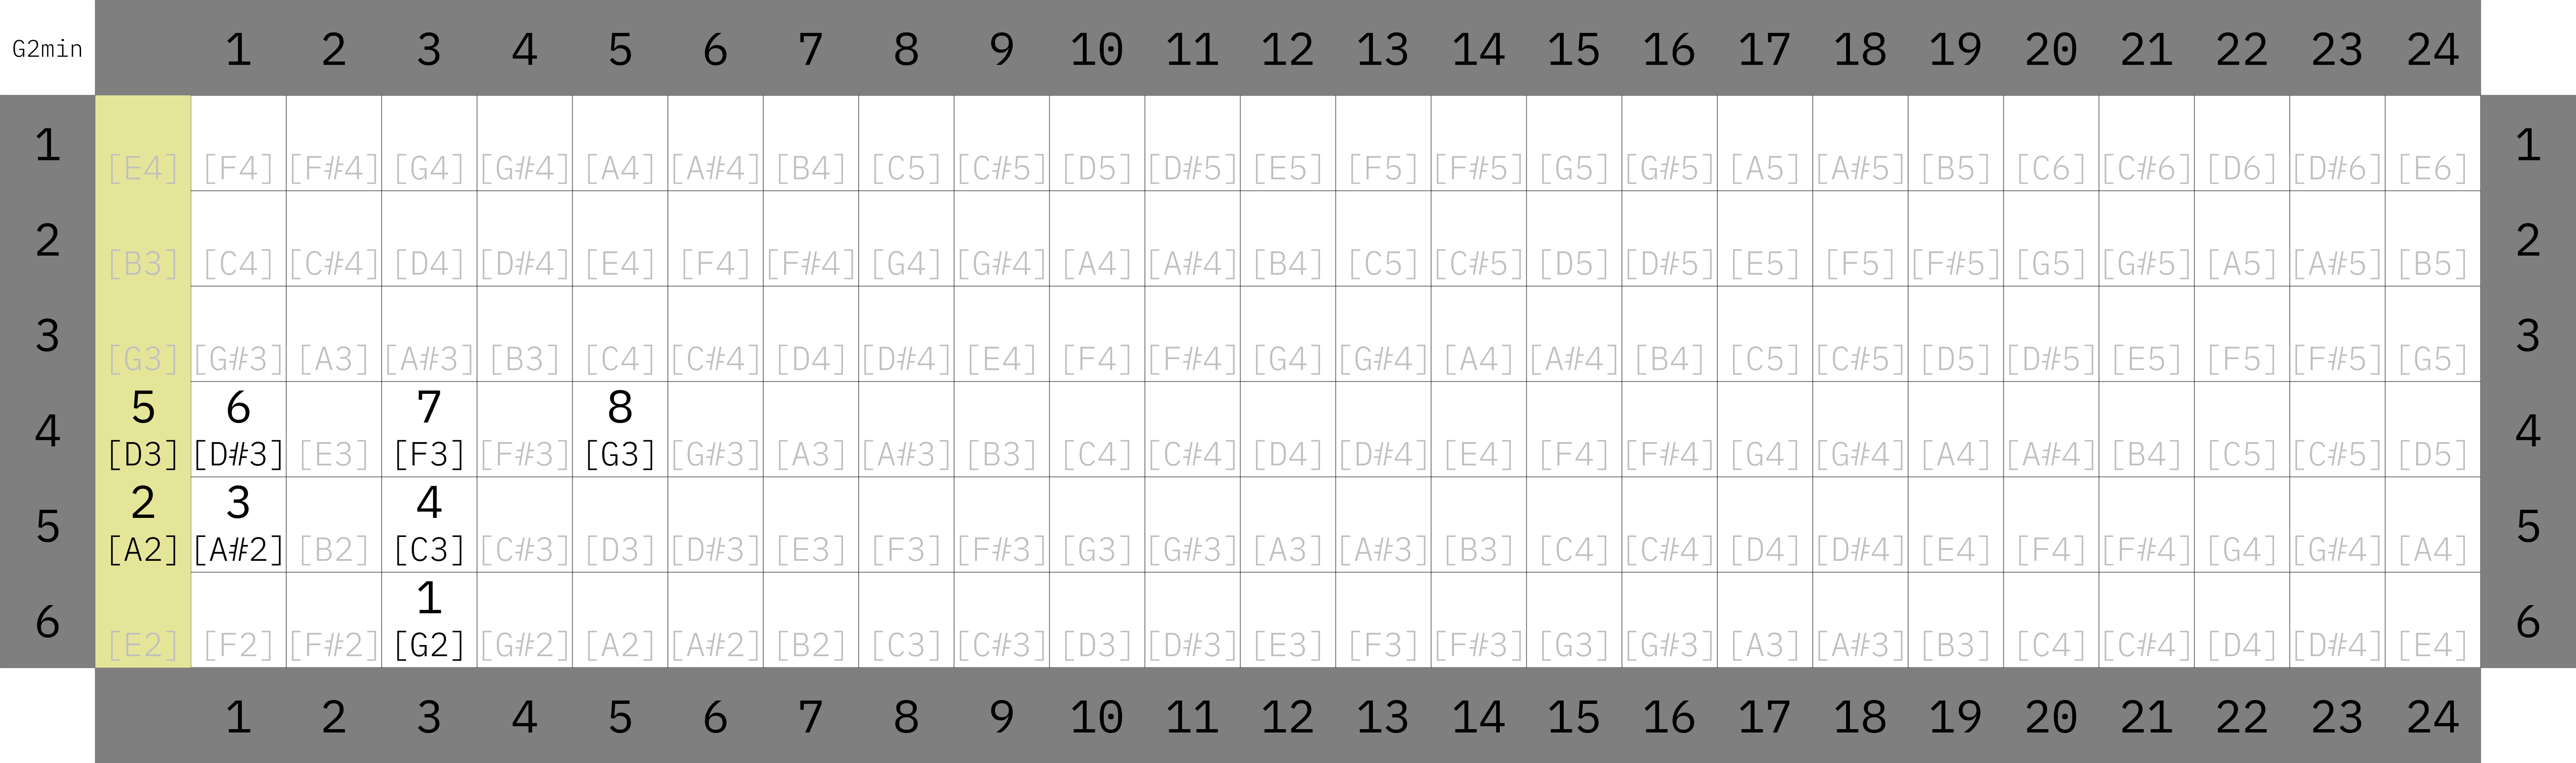 G2min 1 2 3 4 5 6 7 8 9 10 11 12 13 14 15 16 17 18 19 20 21 22 23 24
1 [E4] [F4] [F#4] [G4] [G#4] [A4] [A#4] [B4] [C5] [C#5] [D5] [D#5] [E5] [F5] [F#5] [G5] [G#5] [A5] [A#5] [B5] [C6] [C#6] [D6] [D#6] [E6] 1
2 [B3] [C4] [C#4] [D4] [D#4] [E4] [F4] [F#4] [G4] [G#4] [A4] [A#4] [B4] [C5] [C#5] [D5] [D#5] [E5] [F5] [F#5] [G5] [G#5] [A5] [A#5] [B5] 2
3 [G3] [G#3] [A3] [A#3] [B3] [C4] [C#4] [D4] [D#4] [E4] [F4] [F#4] [G4] [G#4] [A4] [A#4] [B4] [C5] [C#5] [D5] [D#5] [E5] [F5] [F#5] [G5] 3
5 6 7 8
4 [D3] [D#3] [E3] [F3] [F#3] [G3] [G#3] [A3] [A#3] [B3] [C4] [C#4] [D4] [D#4] [E4] [F4] [F#4] [G4] [G#4] [A4] [A#4] [B4] [C5] [C#5] [D5] 4
2 3 4
5 [A2] [A#2] [B2] [C3] [C#3] [D3] [D#3] [E3] [F3] [F#3] [G3] [G#3] [A3] [A#3] [B3] [C4] [C#4] [D4] [D#4] [E4] [F4] [F#4] [G4] [G#4] [A4] 5
1
6 [E2] [F2] [F#2] [G2] [G#2] [A2] [A#2] [B2] [C3] [C#3] [D3] [D#3] [E3] [F3] [F#3] [G3] [G#3] [A3] [A#3] [B3] [C4] [C#4] [D4] [D#4] [E4] 6
1 2 3 4 5 6 7 8 9 10 11 12 13 14 15 16 17 18 19 20 21 22 23 24